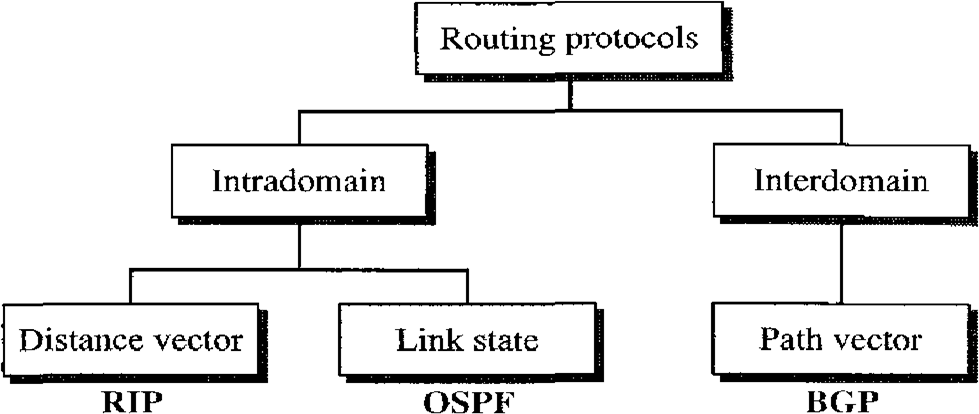 Routing protocols
Intradomain
Interdomain
Distance vector
Link state
Path vector
RIP
OSPF
BGP